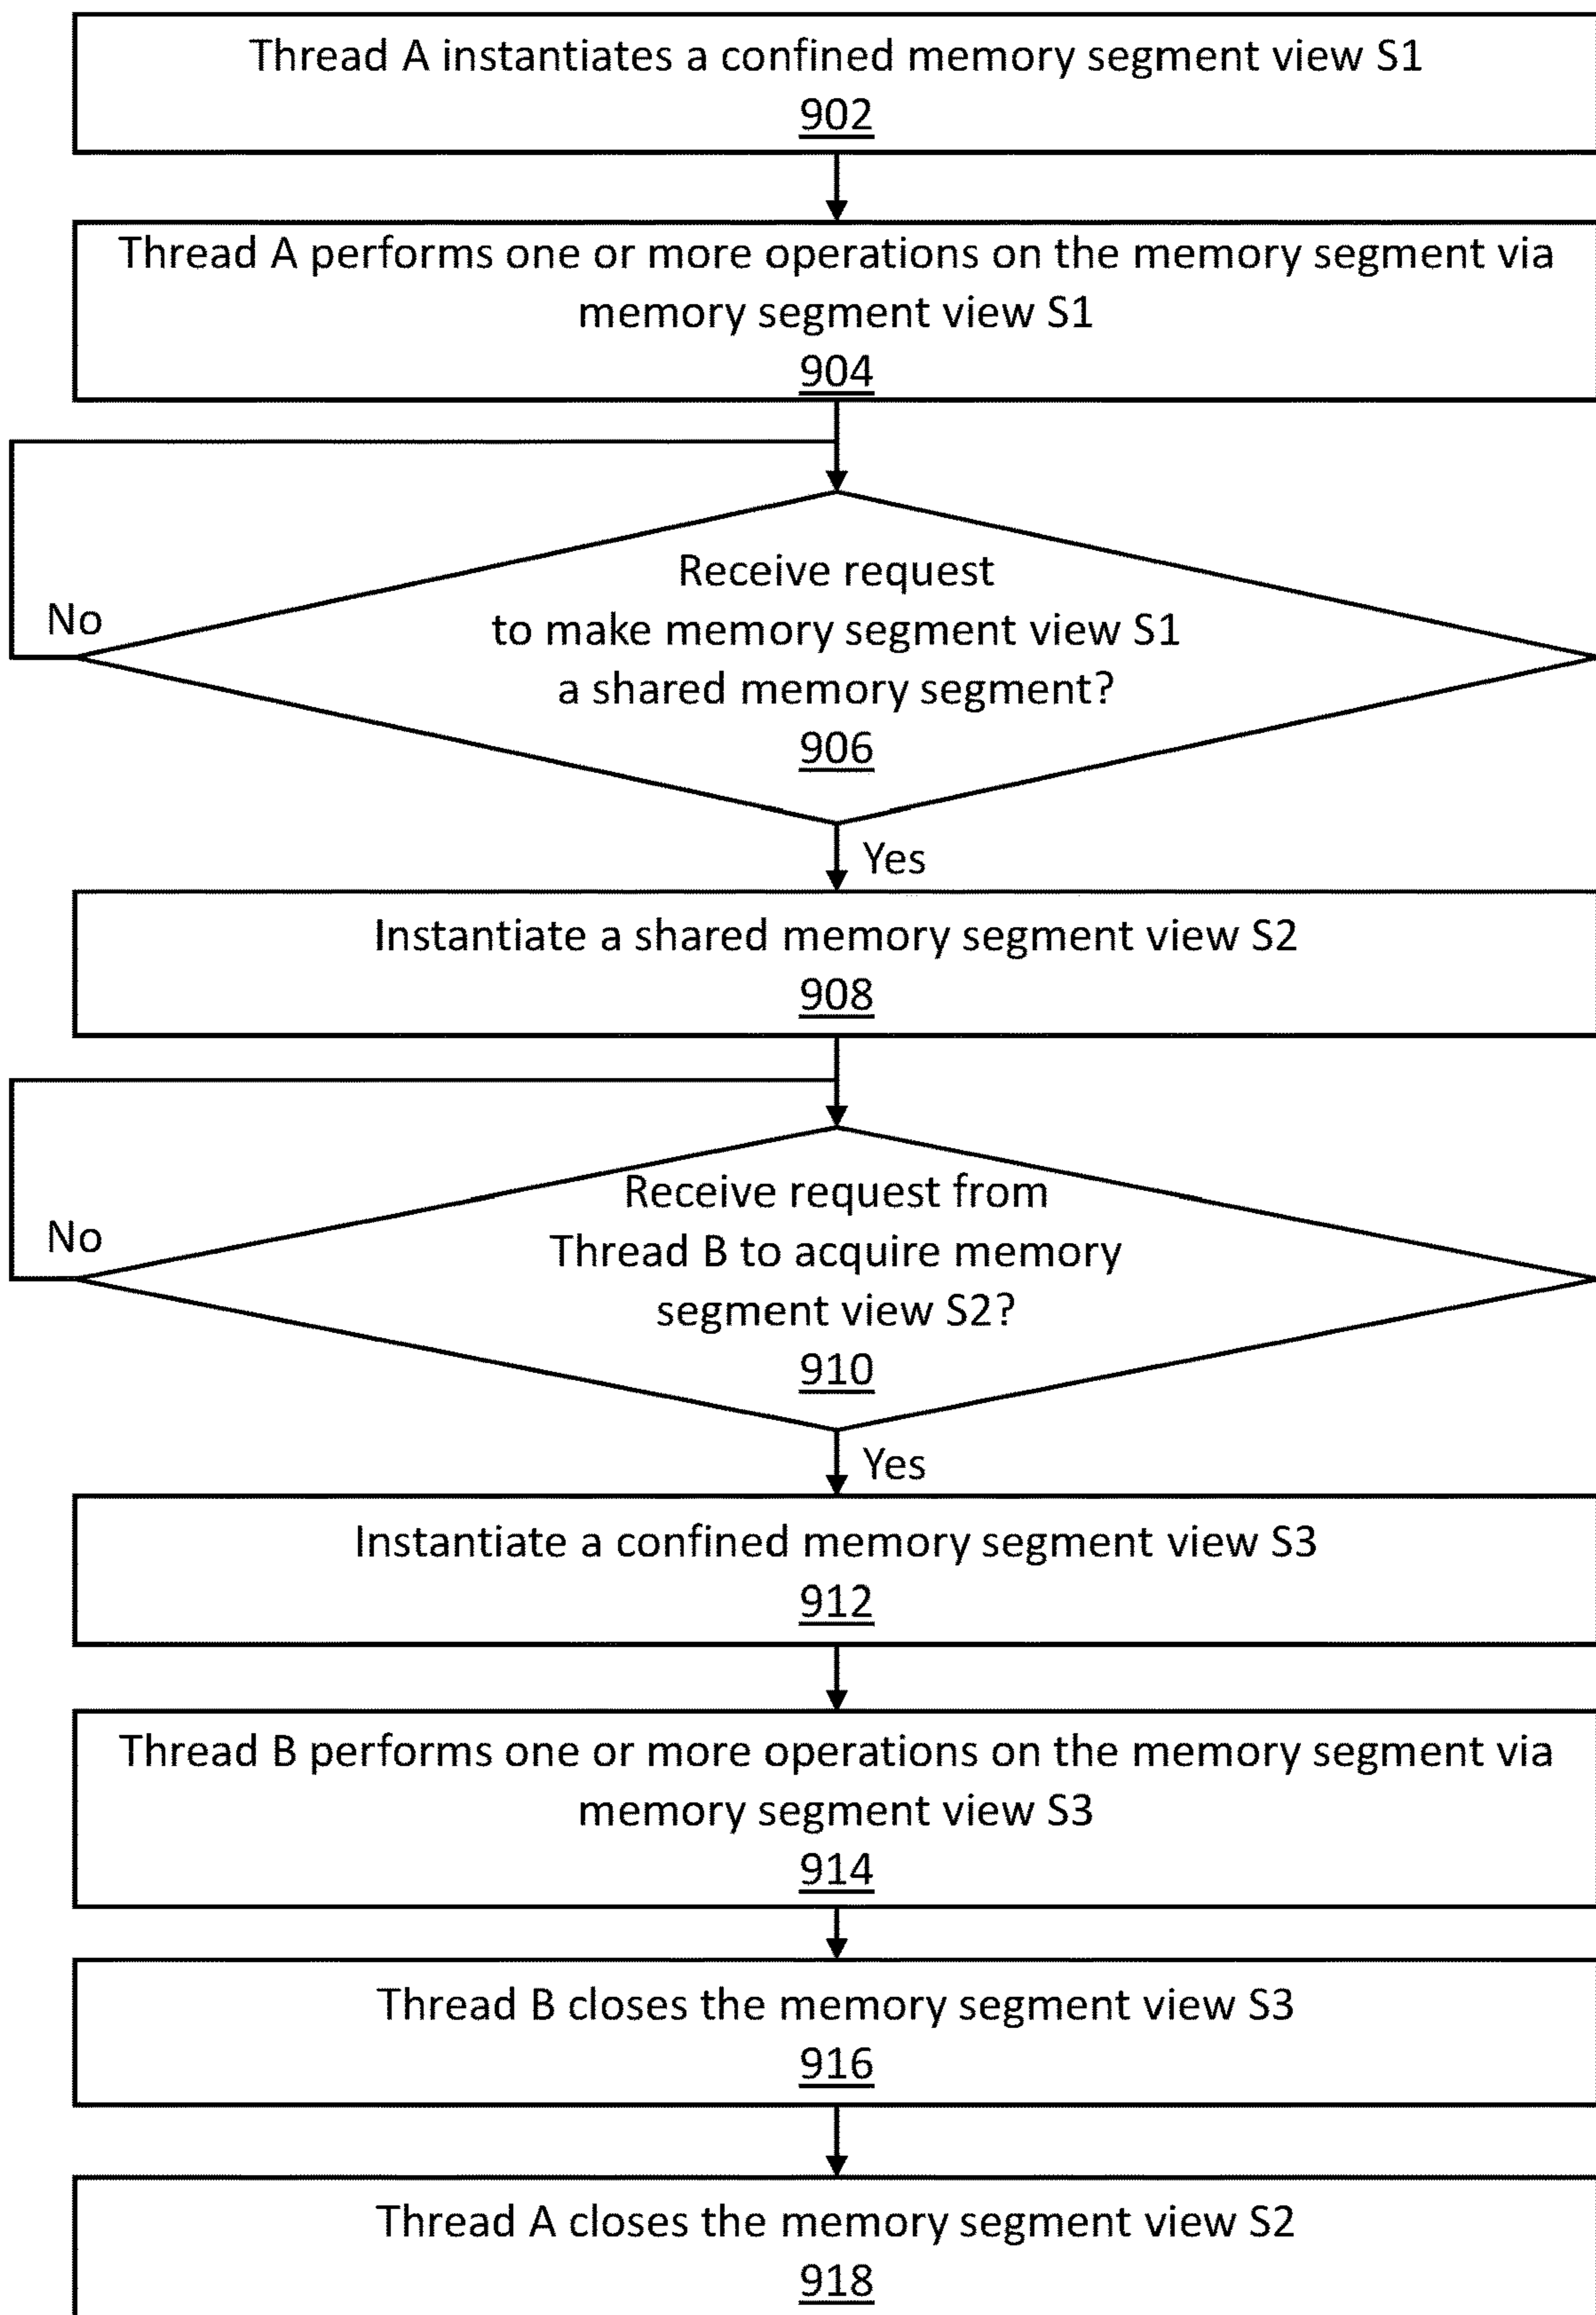 Thread A instantiates a confined memory segment view S1
902
Thread A performs one or more operations on the memory segment via
memory segment view S1
904
Receive request
to make memory segment view S1
a shared memory segment?
906
No
Yes
Instantiate a shared memory segment view S2
908
Receive request from
Thread B to acquire memory
segment view S2?
910
No
Yes
Instantiate a confined memory segment view S3
912
Thread B performs one or more operations on the memory segment via
memory segment view S3
914
Thread B closes the memory segment view S3
916
Thread A closes the memory segment view S2
918